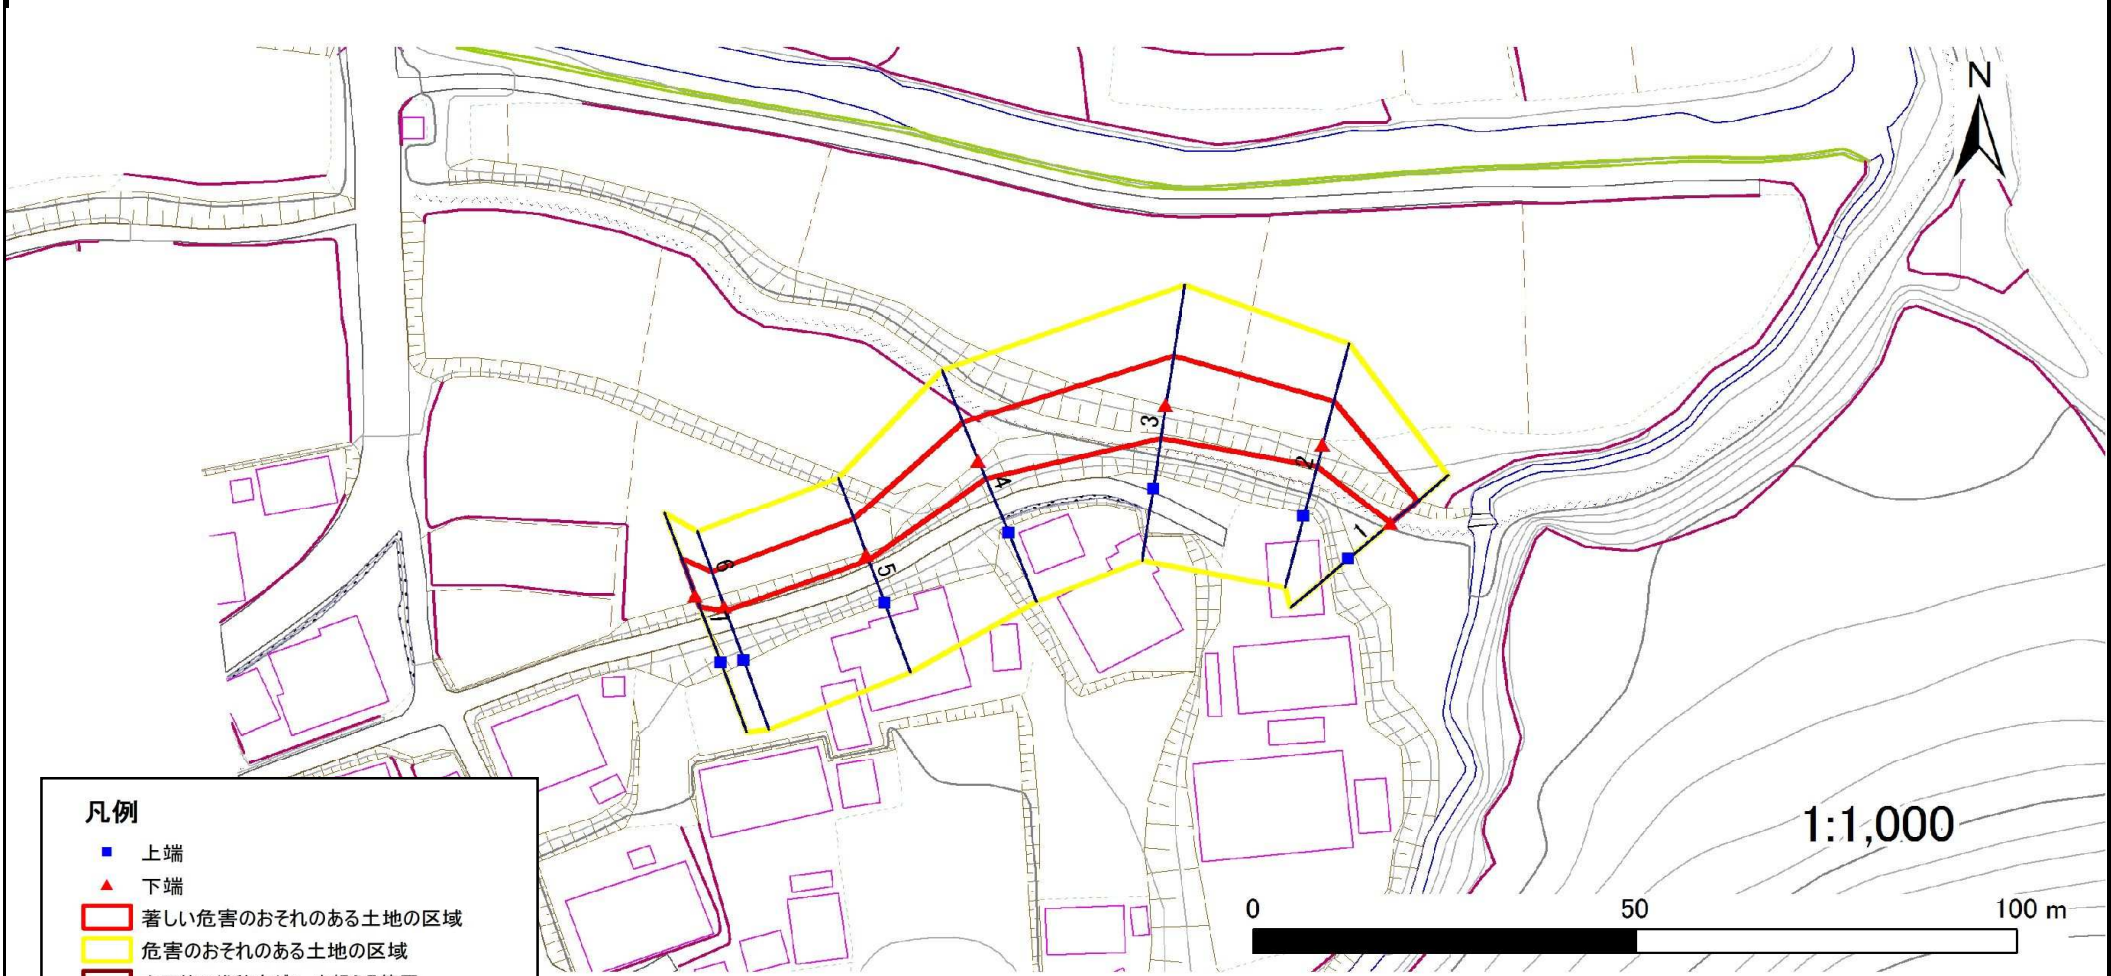 N
3
2
4
1
6
5
7
1:1,000
0 50 100 m
凡例
上端
下端
著しい危害のおそれのある土地の区域
危害のおそれのある土地の区域